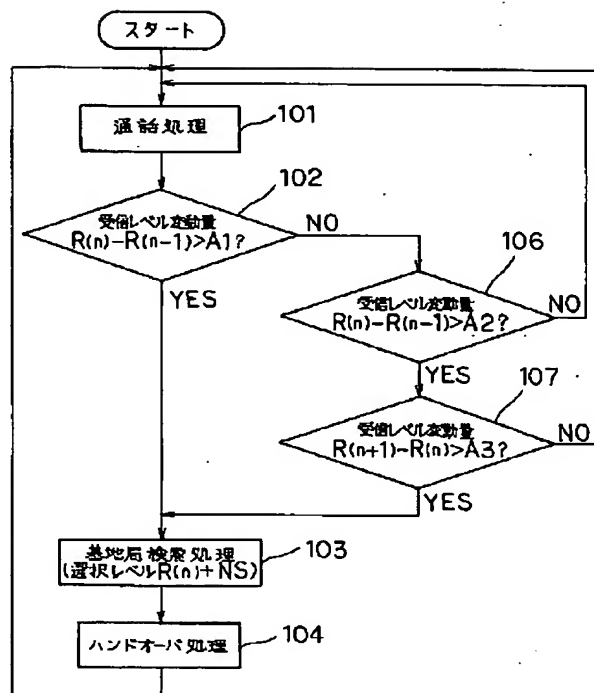 スタート
通話処理
101
102
受信レベル変動量
R(n)-R(n-1)>A1?
NO
YES
106
受信レベル変動量
R(n)-R(n-1)>A2?
NO
YES
107
受信レベル変動量
R(n+1)-R(n)>A3?
NO
YES
基地局検索処理
(選択レベルR(n)+NS)
103
ハンドオーバ処理
104